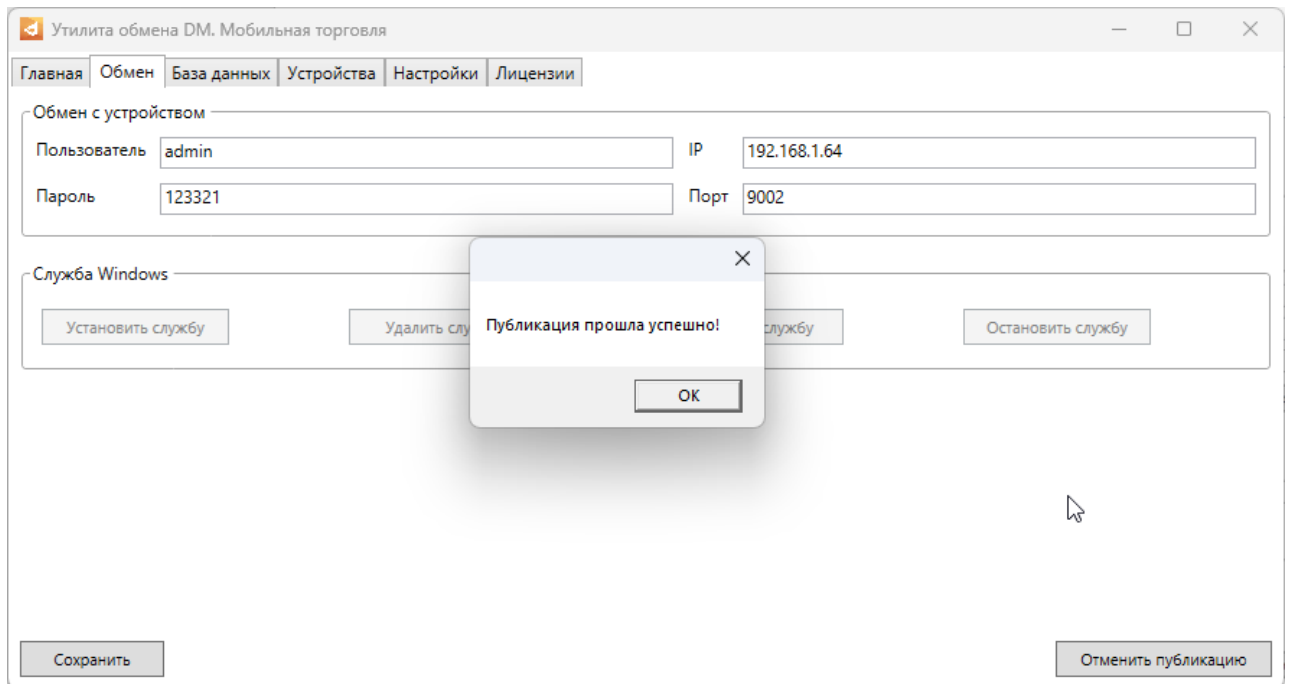 Утилита обмена DM. Мобильная торговля
Главная Обмен База данных Устройства Настройки Лицензии
Обмен с устройством
Пользователь admin IP 192.168.1.64
Пароль 123321 Порт 9002
Служба Windows
Установить службу Удалить слу службу Остановить службу
Публикация прошла успешно!
OK
Сохранить Отменить публикацию